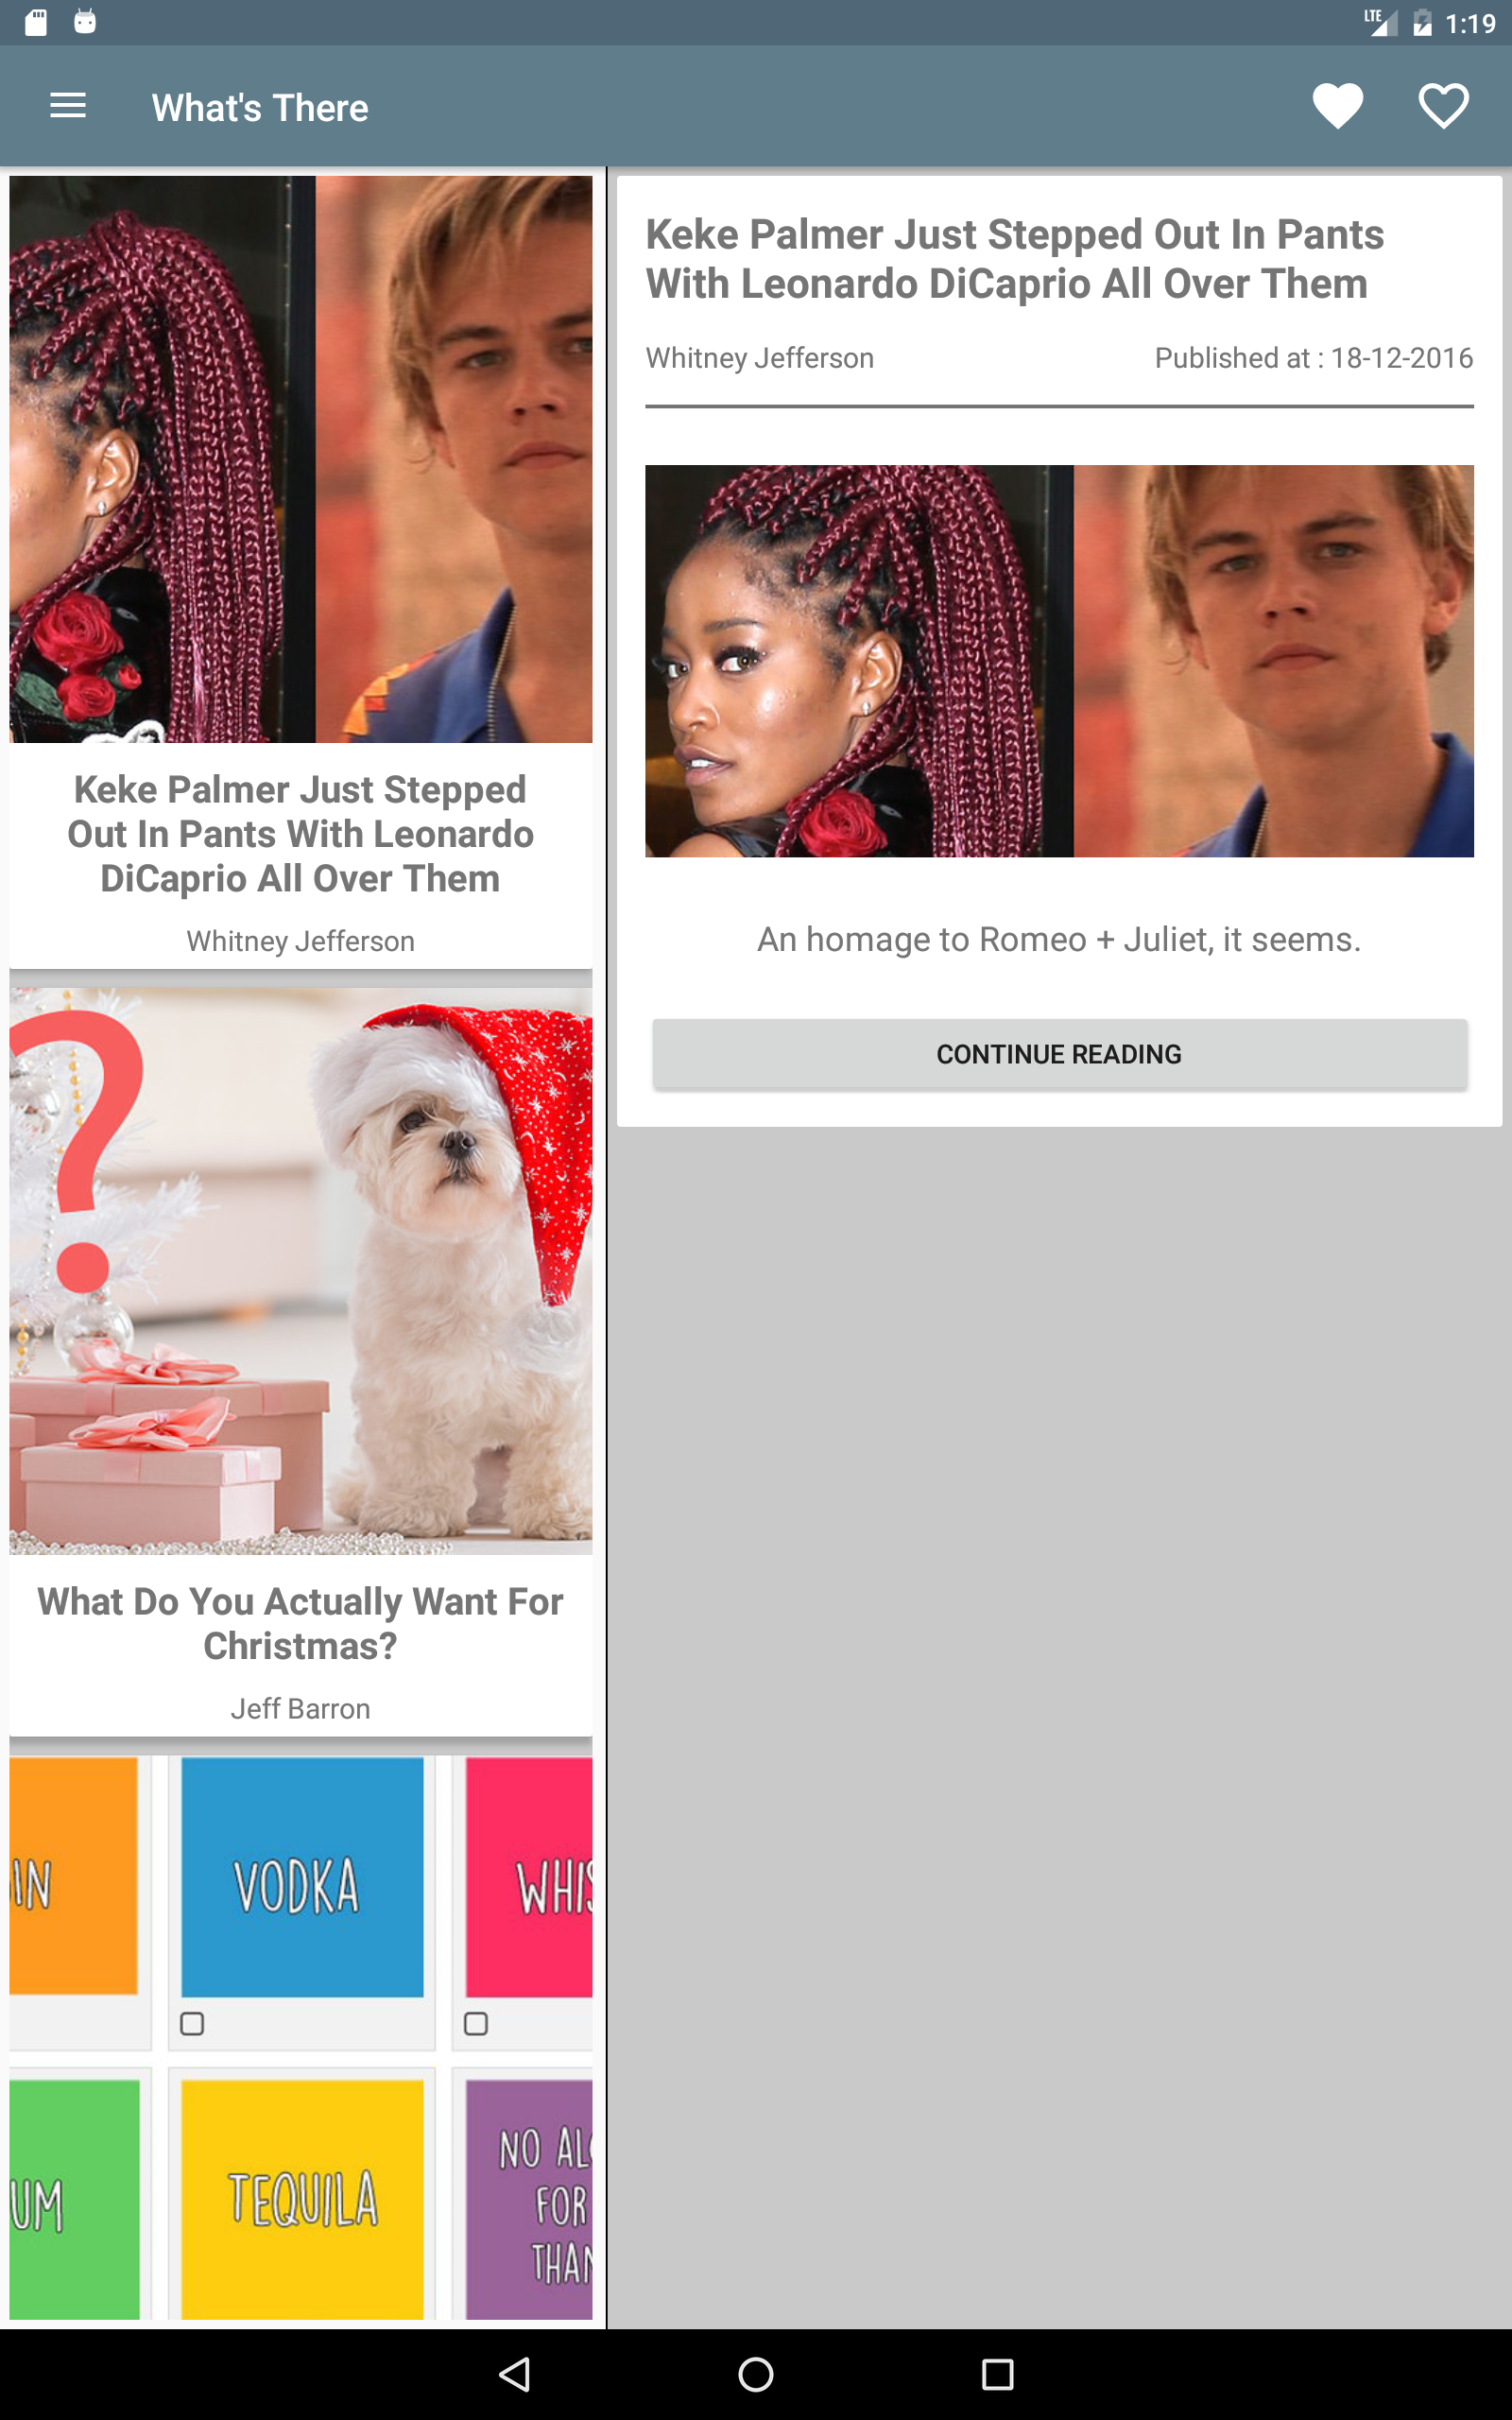 LTE 1:19
What's There
Keke Palmer Just Stepped
Out In Pants With Leonardo
DiCaprio All Over Them
Whitney Jefferson
?
What Do You Actually Want For
Christmas?
Jeff Barron
IN
VODKA
WHIS
UM
TEQUILA
NO AL
FOR
THAN
Keke Palmer Just Stepped Out In Pants
With Leonardo DiCaprio All Over Them
Whitney Jefferson Published at : 18-12-2016
An homage to Romeo + Juliet, it seems.
CONTINUE READING